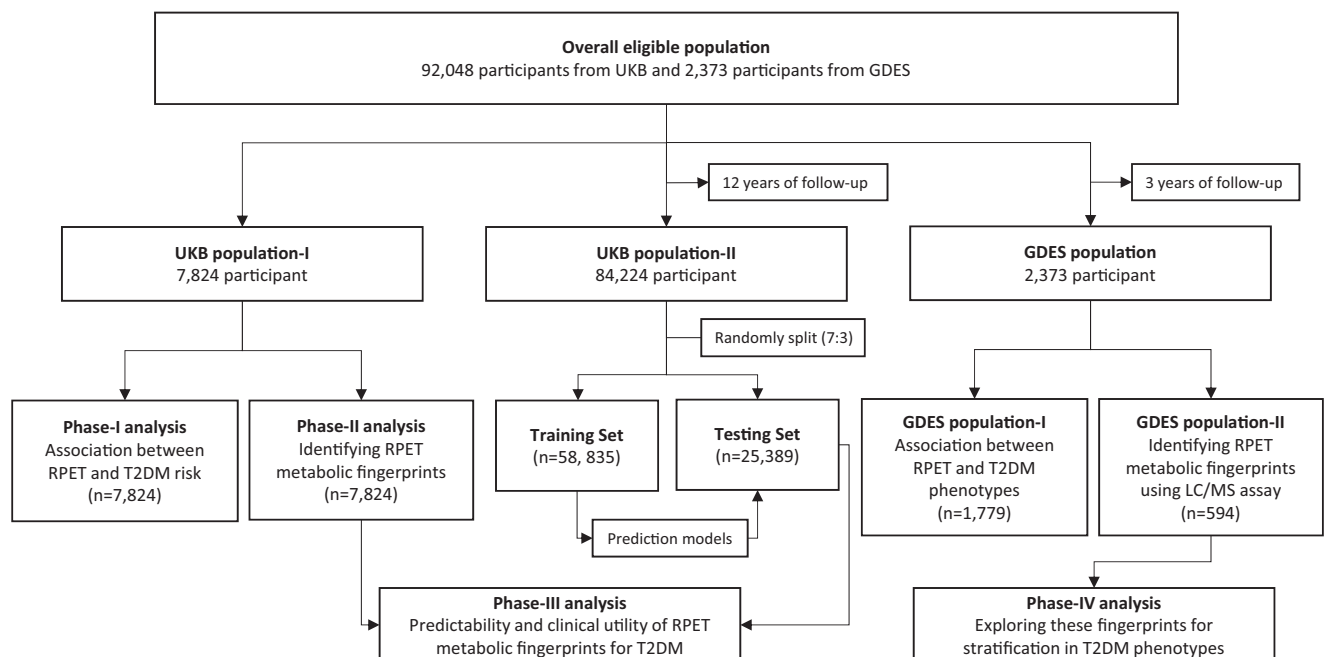 Overall eligible population
92,048 participants from UKB and 2,373 participants from GDES
12 years of follow-up
3 years of follow-up
UKB population-I
7,824 participant
UKB population-II
84,224 participant
GDES population
2,373 participant
Randomly split (7:3)
Phase-I analysis
Association between
RPET and T2DM risk
(n=7,824)
Phase-II analysis
Identifying RPET
metabolic fingerprints
(n=7,824)
Training Set
(n=58, 835)
Testing Set
(n=25,389)
GDES population-I
Association between
RPET and T2DM
phenotypes
(n=1,779)
GDES population-II
Identifying RPET
metabolic fingerprints
using LC/MS assay
(n=594)
Prediction models
Phase-III analysis
Predictability and clinical utility of RPET
metabolic fingerprints for T2DM
Phase-IV analysis
Exploring these fingerprints for
stratification in T2DM phenotypes